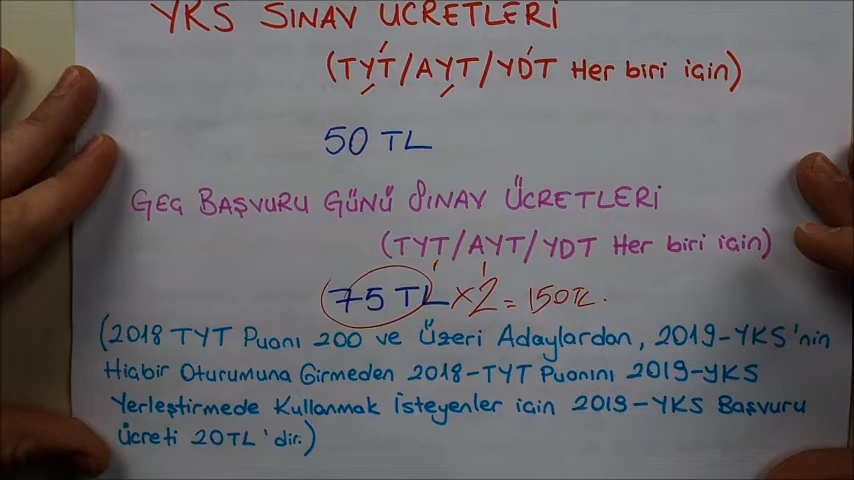 YKS SINAV ÜCRETLERİ
(TYT/AYT/YDT Her biri için)
50 TL
GEÇ BAŞVURU GÜNÜ SINAV ÜCRETLERİ
(TYT/AYT/YDT Her biri için)
75 TL x2 = 150TL.
(2018 TYT Puanı 200 ve Üzeri Adaylardan, 2019-YKS'nin
Hiçbir Oturumuna Girmeden 2018-TYT Puanını 2019-YKS
Yerleştirmede Kullanmak İsteyenler için 2019-YKS Başvuru
Ücreti 20TL'dir.)